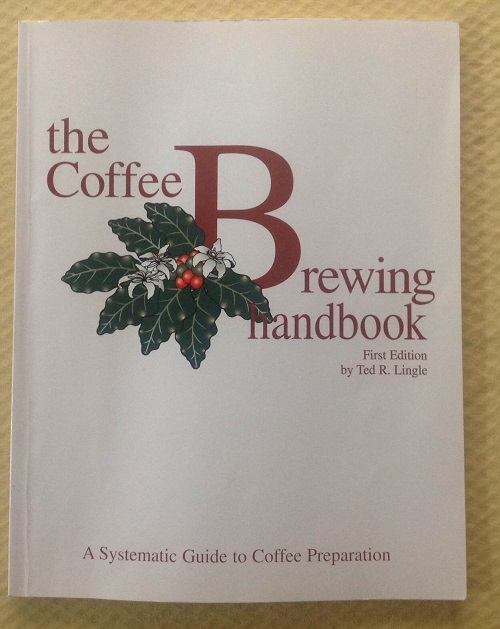 the
Coffee
Brewing
handbook
First Edition
by Ted R. Lingle
A Systematic Guide to Coffee Preparation